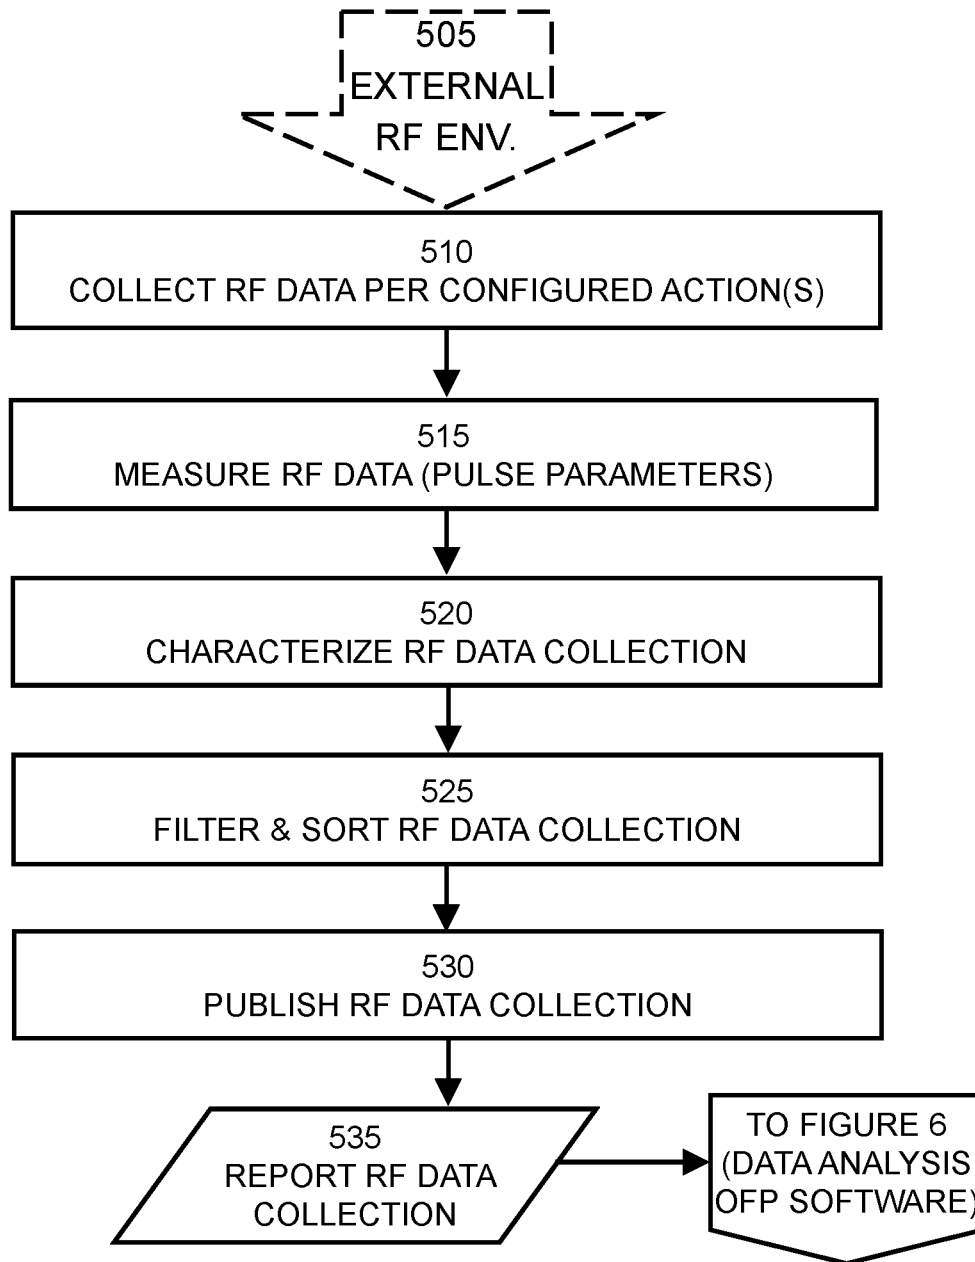 505
EXTERNAL
RF ENV.
510
COLLECT RF DATA PER CONFIGURED ACTION(S)
515
MEASURE RF DATA (PULSE PARAMETERS)
520
CHARACTERIZE RF DATA COLLECTION
525
FILTER & SORT RF DATA COLLECTION
530
PUBLISH RF DATA COLLECTION
535
REPORT RF DATA
COLLECTION
TO FIGURE 6
(DATA ANALYSIS
OFP SOFTWARE)